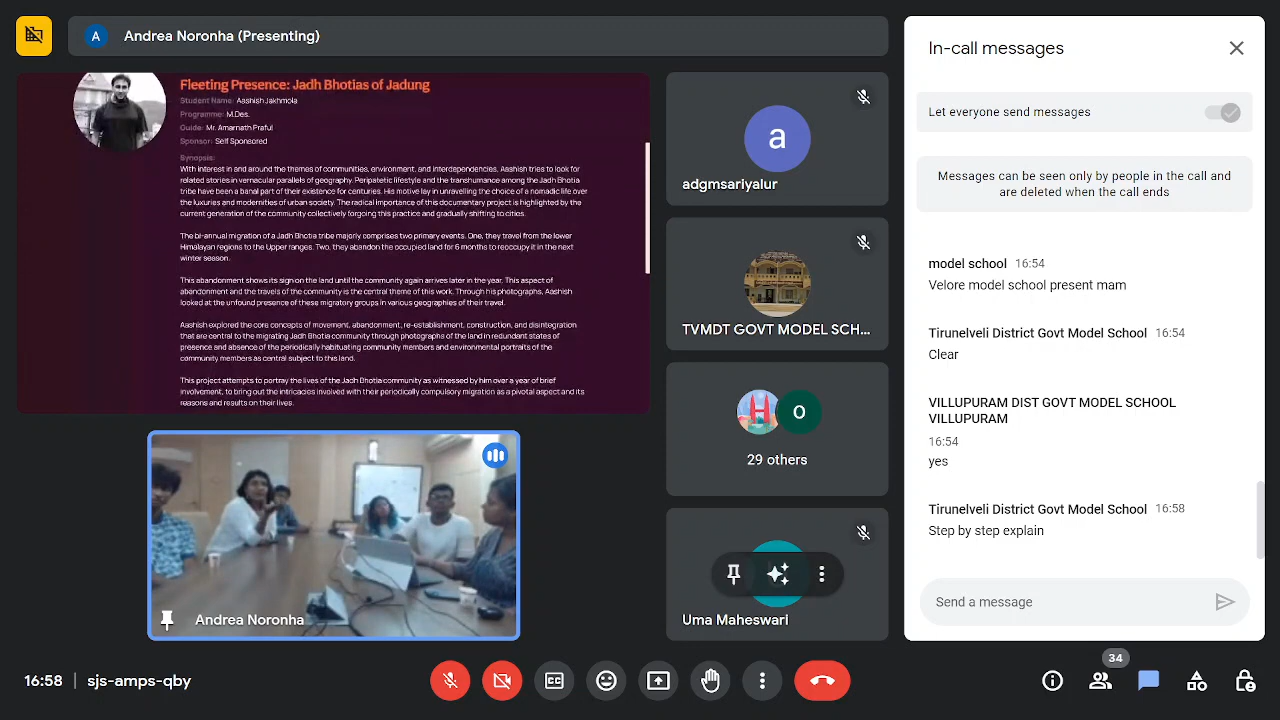 A Andrea Noronha (Presenting)
Fleeting Presence: Jadh Bhotias of Jadung
Student Name: Aashish Jakhmola
Programme: M.Des.
Guide: Mr. Amarnath Praful
Sponsor: Self Sponsored
Synopsis:
With interest in and around the themes of communities, environment, and interdependencies, Aashish tries to look for
related stories in vernacular parallels of geography. Peripatetic lifestyle and the transhumance among the Jadh Bhotia
tribe have been a banal part of their existence for centuries. His motive lay in unravelling the choice of a nomadic life over
the luxuries and modernities of urban society. The radical importance of this documentary project is highlighted by the
current generation of the community collectively forging this practice and gradually shifting to cities.
The bi-annual migration of a Jadh Bhotia tribe majorly comprises two primary events. One, they travel from the lower
Himalayan regions to the Upper ranges. Two, they abandon the occupied land for 6 months to reoccupy it in the next
winter season.
This abandonment shows its sign on the land until the community again arrives later in the year. This aspect of
abandonment and the travels of the community is the central theme of this work. Through his photographs, Aashish
looked at the unfound presence of these migratory groups in various geographies of their travel.
Aashish explored the core concepts of movement, abandonment, re-establishment, construction, and disintegration
that are central to the migrating Jadh Bhotia community through photographs of the land in redundant states of
presence and absence of the periodically habituating community members and environmental portraits of the
community members as central subject to this land.
This project attempts to portray the lives of the Jadh Bhotia community as witnessed by him over a year of brief
involvement, to bring out the intricacies involved with their periodically compulsory migration as a pivotal aspect and its
reasons and results on their lives.
Andrea Noronha
a
adgmsariyalur
TVMDT GOVT MODEL SCH...
O
29 others
Uma Maheswari
In-call messages
Let everyone send messages
Messages can be seen only by people in the call and
are deleted when the call ends
model school 16:54
Velore model school present mam
Tirunelveli District Govt Model School 16:54
Clear
VILLUPURAM DIST GOVT MODEL SCHOOL
VILLUPURAM
16:54
yes
Tirunelveli District Govt Model School 16:58
Step by step explain
Send a message
16:58 | sjs-amps-qby
34